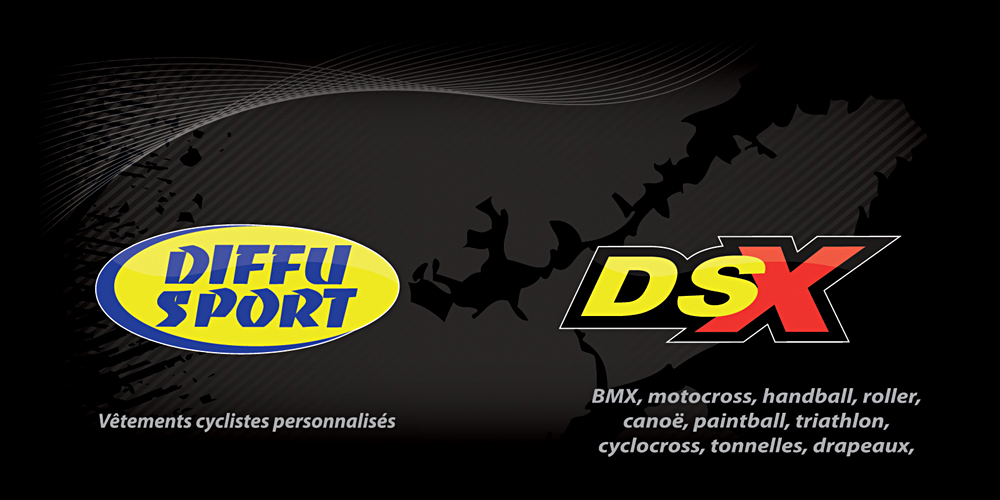 DIFFU
SPORT
Vêtements cyclistes personnalisés
DSX
BMX, motocross, handball, roller,
canoë, paintball, triathlon,
cyclocross, tonnelles, drapeaux,